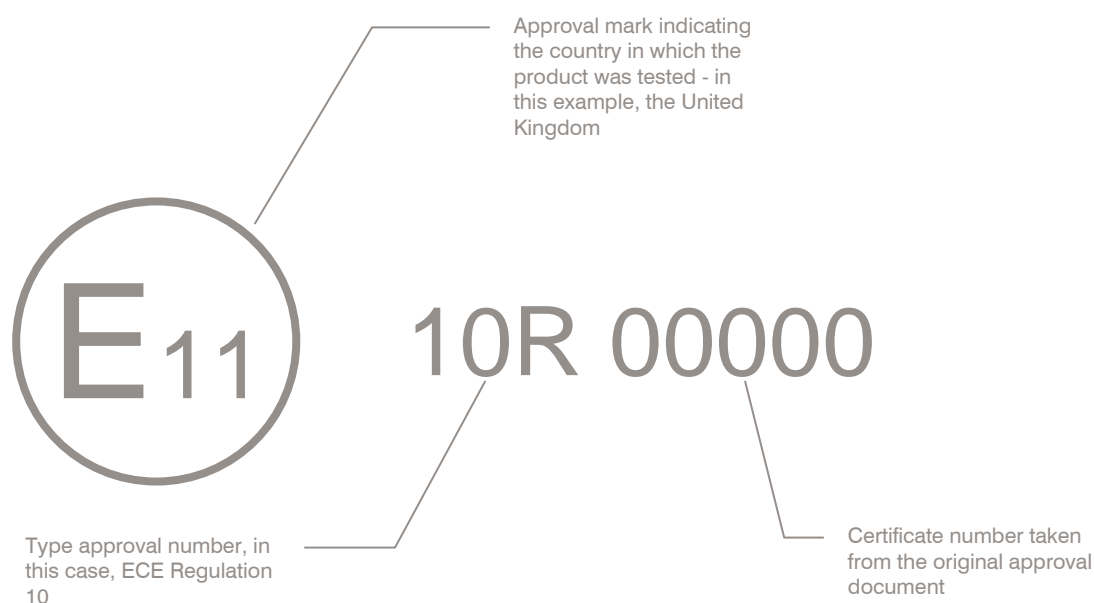 Approval mark indicating
the country in which the
product was tested - in
this example, the United
Kingdom
E11
10R 00000
Type approval number, in
this case, ECE Regulation
10
Certificate number taken
from the original approval
document